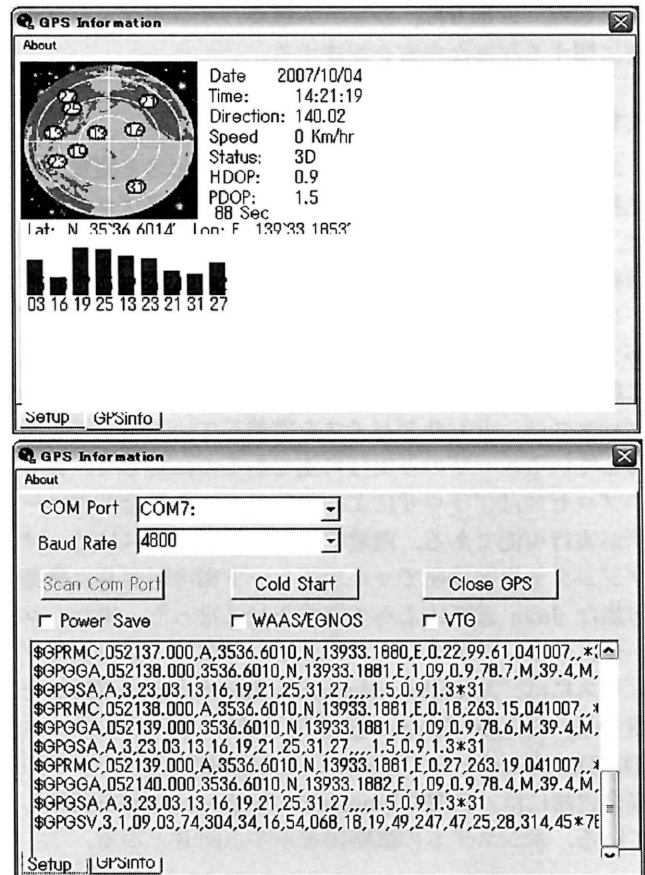 GPS Information
About
Date 2007/10/04
Time: 14:21:19
Direction: 140.02
Speed 0 Km/hr
Status: 3D
HDOP: 0.9
PDOP: 1.5
88 Sec
Lat: N 35°36.6014' Lon: E 139°33.1853'
03 16 19 25 13 23 21 31 27
Setup GPSinfo
GPS Information
About
COM Port COM7:
Baud Rate 4800
Scan Com Port Cold Start Close GPS
Power Save WAAS/EGNOS VTG
$GPRMC,052137.000,A,3536.6010,N,13933.1880,E,0.22,99.61,041007,,*
$GPGGA,052138.000,3536.6010,N,13933.1881,E,1,09,0.9,78.7,M,39.4,M,
$GPGSA,A,3,23,03,13,16,19,21,25,31,27,,,,1.5,0.9,1.3*31
$GPRMC,052138.000,A,3536.6010,N,13933.1881,E,0.18,263.15,041007,,*
$GPGGA,052139.000,3536.6010,N,13933.1881,E,1,09,0.9,78.6,M,39.4,M,
$GPGSA,A,3,23,03,13,16,19,21,25,31,27,,,,1.5,0.9,1.3*31
$GPRMC,052139.000,A,3536.6010,N,13933.1881,E,0.27,263.19,041007,,*
$GPGGA,052140.000,3536.6010,N,13933.1882,E,1,09,0.9,78.4,M,39.4,M,
$GPGSA,A,3,23,03,13,16,19,21,25,31,27,,,,1.5,0.9,1.3*31
$GPGSV,3,1,09,03,74,304,34,16,54,068,18,19,49,247,47,25,28,314,45*7E
Setup GPSinfo